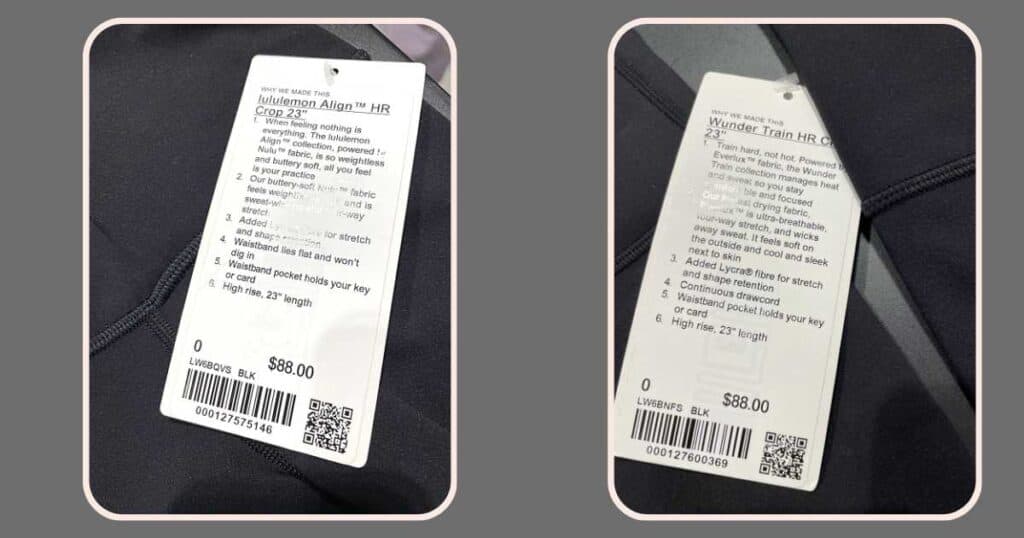 WHY WE MADE THIS
lululemon Align™ HR
Crop 23"
1. When feeling nothing is
everything. The lululemon
Align™ collection, powered
Nulu™ fabric, is so weightless
and buttery soft, all you feel
is your practice
2. Our buttery-soft Nulu™ fabric
feels and is
stretch
3. Added for stretch
and shape
4. Waistband lies flat and won't
dig in
5. Waistband pocket holds your key
or card
6. High rise, 23" length
0
$88.00
LW6BQVS BLK
000127575146
WHY WE MADE THIS
Wunder Train HR
23"
1. Train hard, not hot. Powered
Everlux™ fabric, the Wunder
Train collection manages heat
and sweat so you stay
and focused
2. drying fabric,
is ultra-breathable,
four-way stretch, and wicks
away sweat. It feels soft on
the outside and cool and sleek
next to skin
3. Added Lycra® fibre for stretch
and shape retention
4. Continuous drawcord
5. Waistband pocket holds your key
or card
6. High rise, 23" length
0
$88.00
LW6BNFS BLK
000127600369